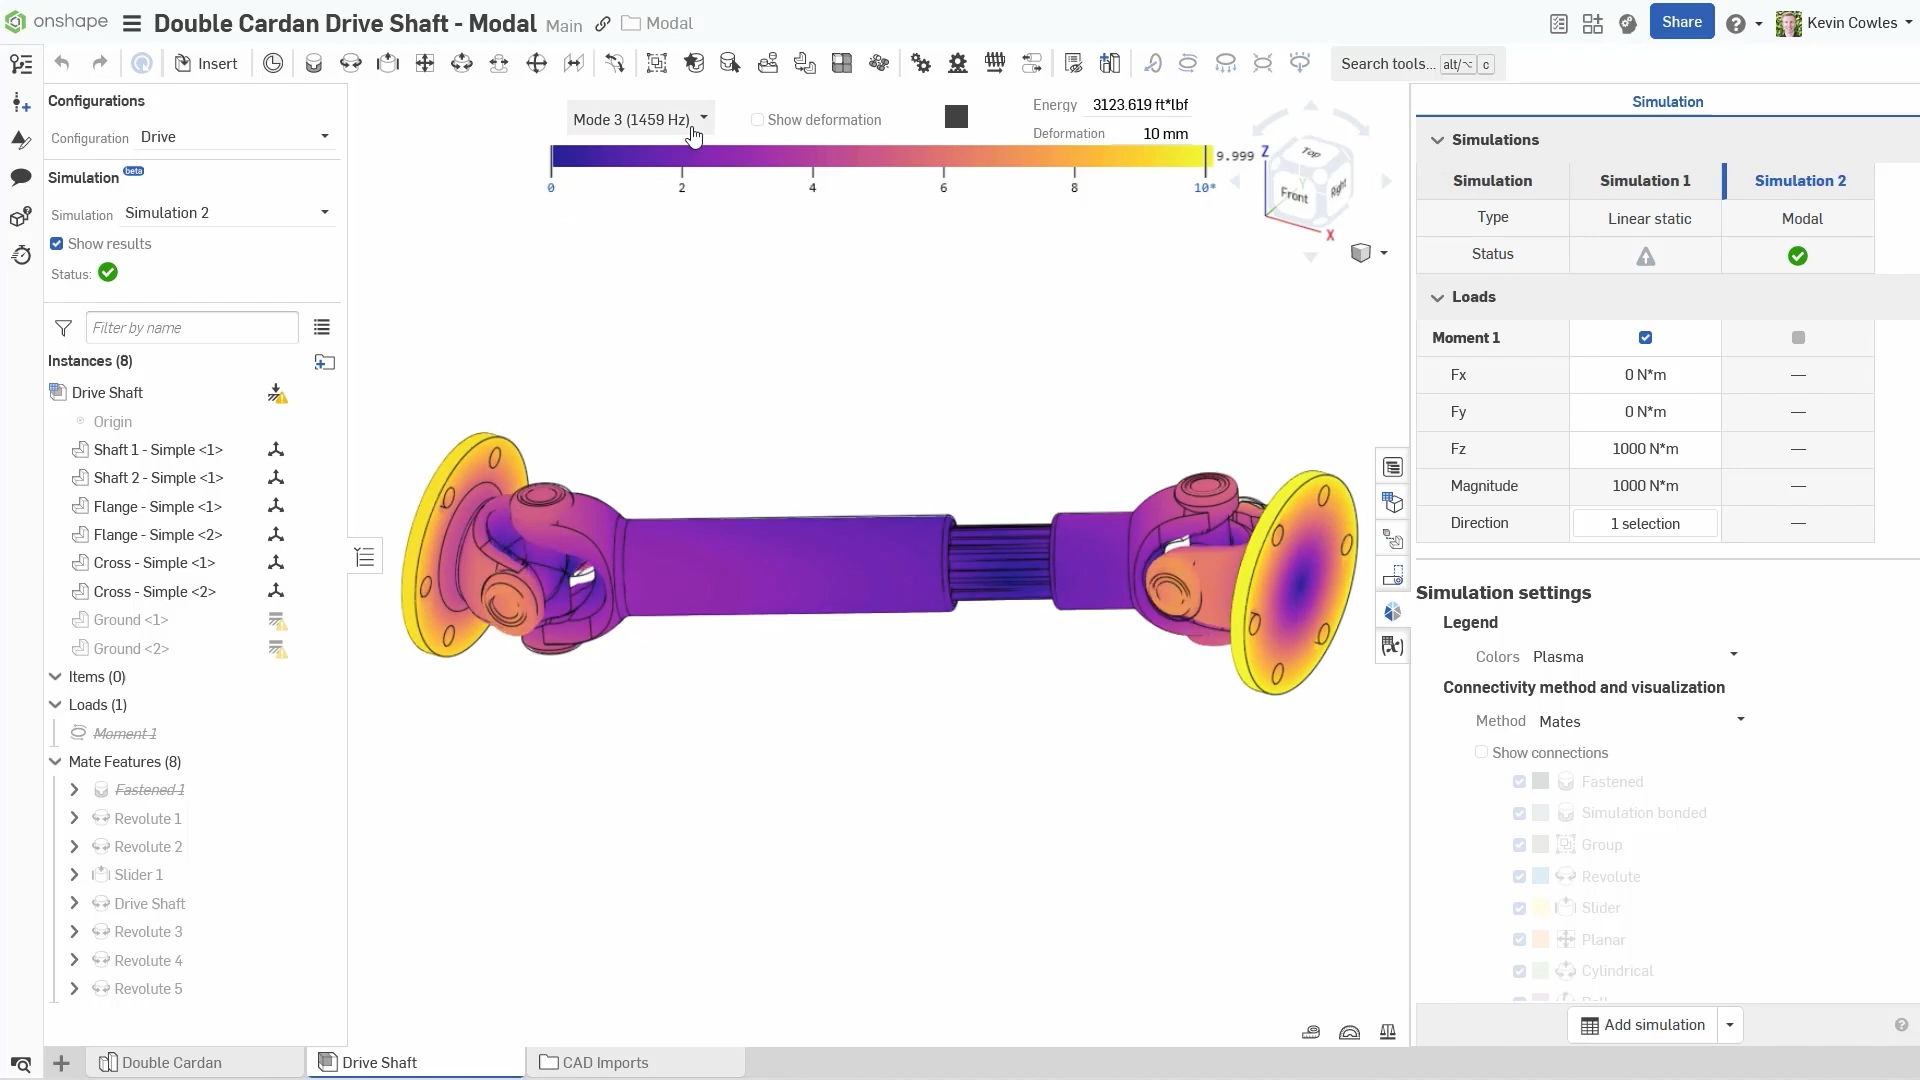 onshape Double Cardan Drive Shaft - Modal Main Modal Share Kevin Cowles
Insert Search tools... alt/⌥ c
Configurations
Configuration Drive
Simulation beta
Simulation Simulation 2
Show results
Status:
Filter by name
Instances (8)
Drive Shaft
Origin
Shaft 1 - Simple <1>
Shaft 2 - Simple <1>
Flange - Simple <1>
Flange - Simple <2>
Cross - Simple <1>
Cross - Simple <2>
Ground <1>
Ground <2>
Items (0)
Loads (1)
Moment 1
Mate Features (8)
Fastened 1
Revolute 1
Revolute 2
Slider 1
Drive Shaft
Revolute 3
Revolute 4
Revolute 5
Mode 3 (1459 Hz)
Show deformation
Energy 3123.619 ft*lbf
Deformation 10 mm
9.999
0 2 4 6 8 10*
Z
Top
Y
Front
Right
X
Simulation
Simulations
Simulation Simulation 1 Simulation 2
Type Linear static Modal
Status
Loads
Moment 1
Fx 0 N*m —
Fy 0 N*m —
Fz 1000 N*m —
Magnitude 1000 N*m —
Direction 1 selection —
Simulation settings
Legend
Colors Plasma
Connectivity method and visualization
Method Mates
Show connections
Fastened
Simulation bonded
Group
Revolute
Slider
Planar
Cylindrical
Add simulation
Double Cardan
Drive Shaft
CAD Imports